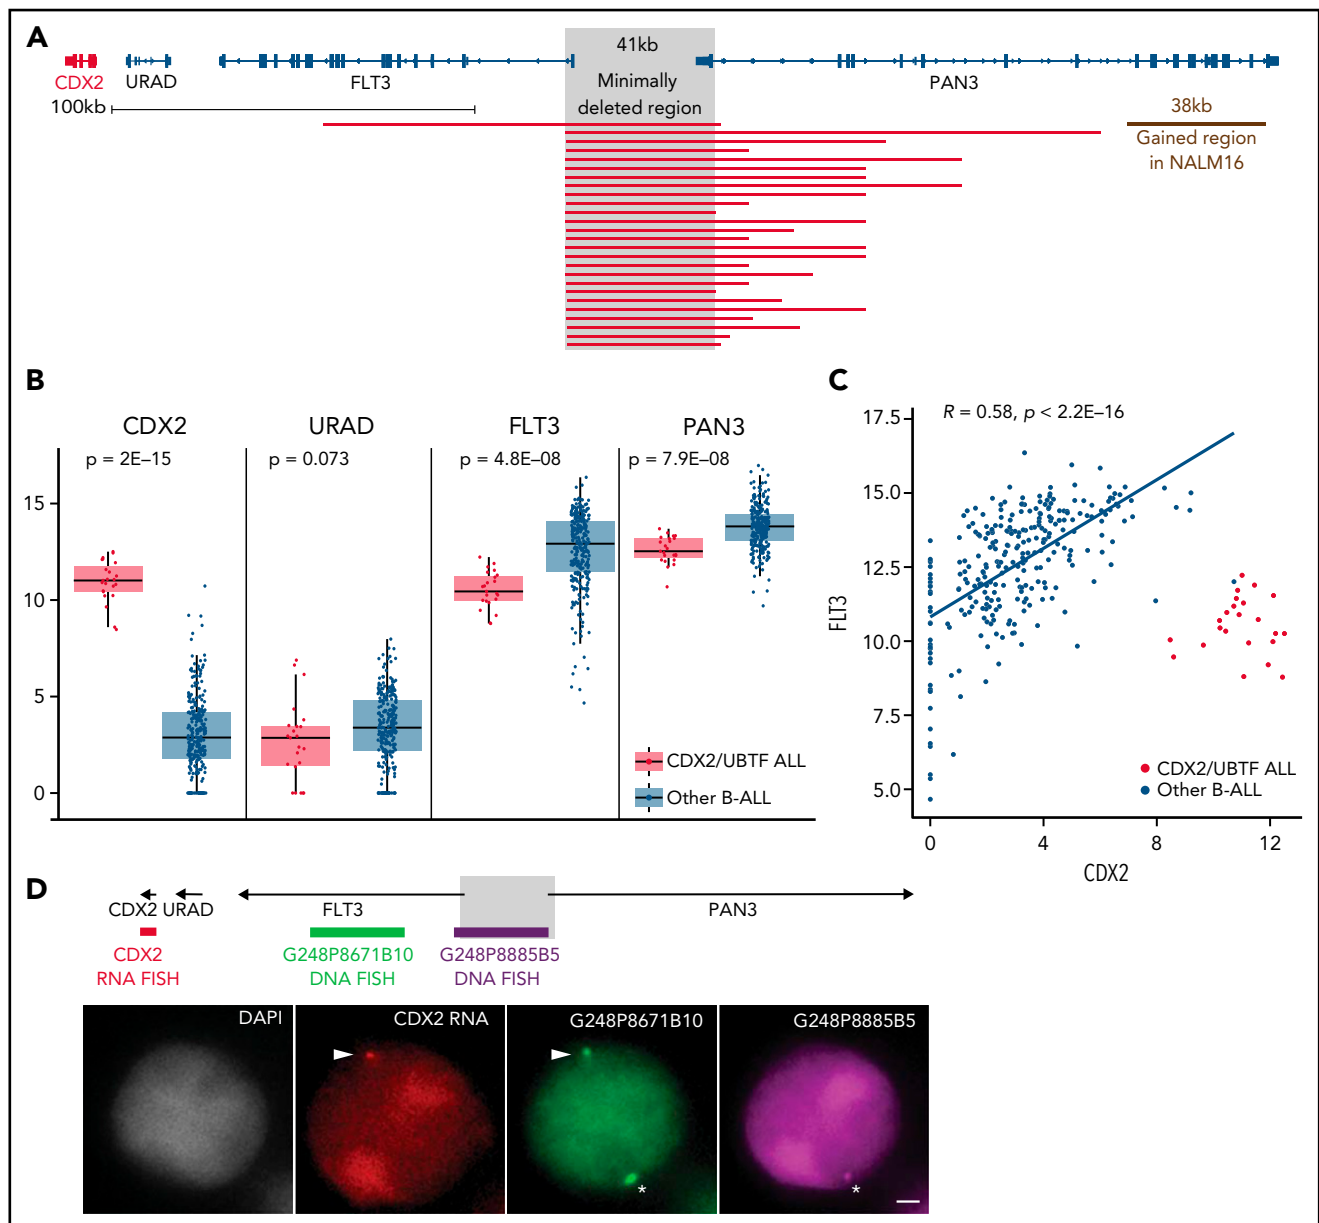 A
41kb
CDX2
URAD
FLT3
Minimally
deleted region
PAN3
100kb
38kb
Gained region
in NALM16
B
CDX2
URAD
FLT3
PAN3
p = 2E–15
p = 0.073
p = 4.8E–08
p = 7.9E–08
15
10
5
0
CDX2/UBTF ALL
Other B-ALL
C
R = 0.58, p < 2.2E–16
17.5
15.0
12.5
10.0
7.5
5.0
FLT3
0
4
8
12
CDX2
CDX2/UBTF ALL
Other B-ALL
D
CDX2 URAD
FLT3
PAN3
CDX2
RNA FISH
G248P8671B10
DNA FISH
G248P8885B5
DNA FISH
DAPI
CDX2 RNA
G248P8671B10
G248P8885B5
*
*